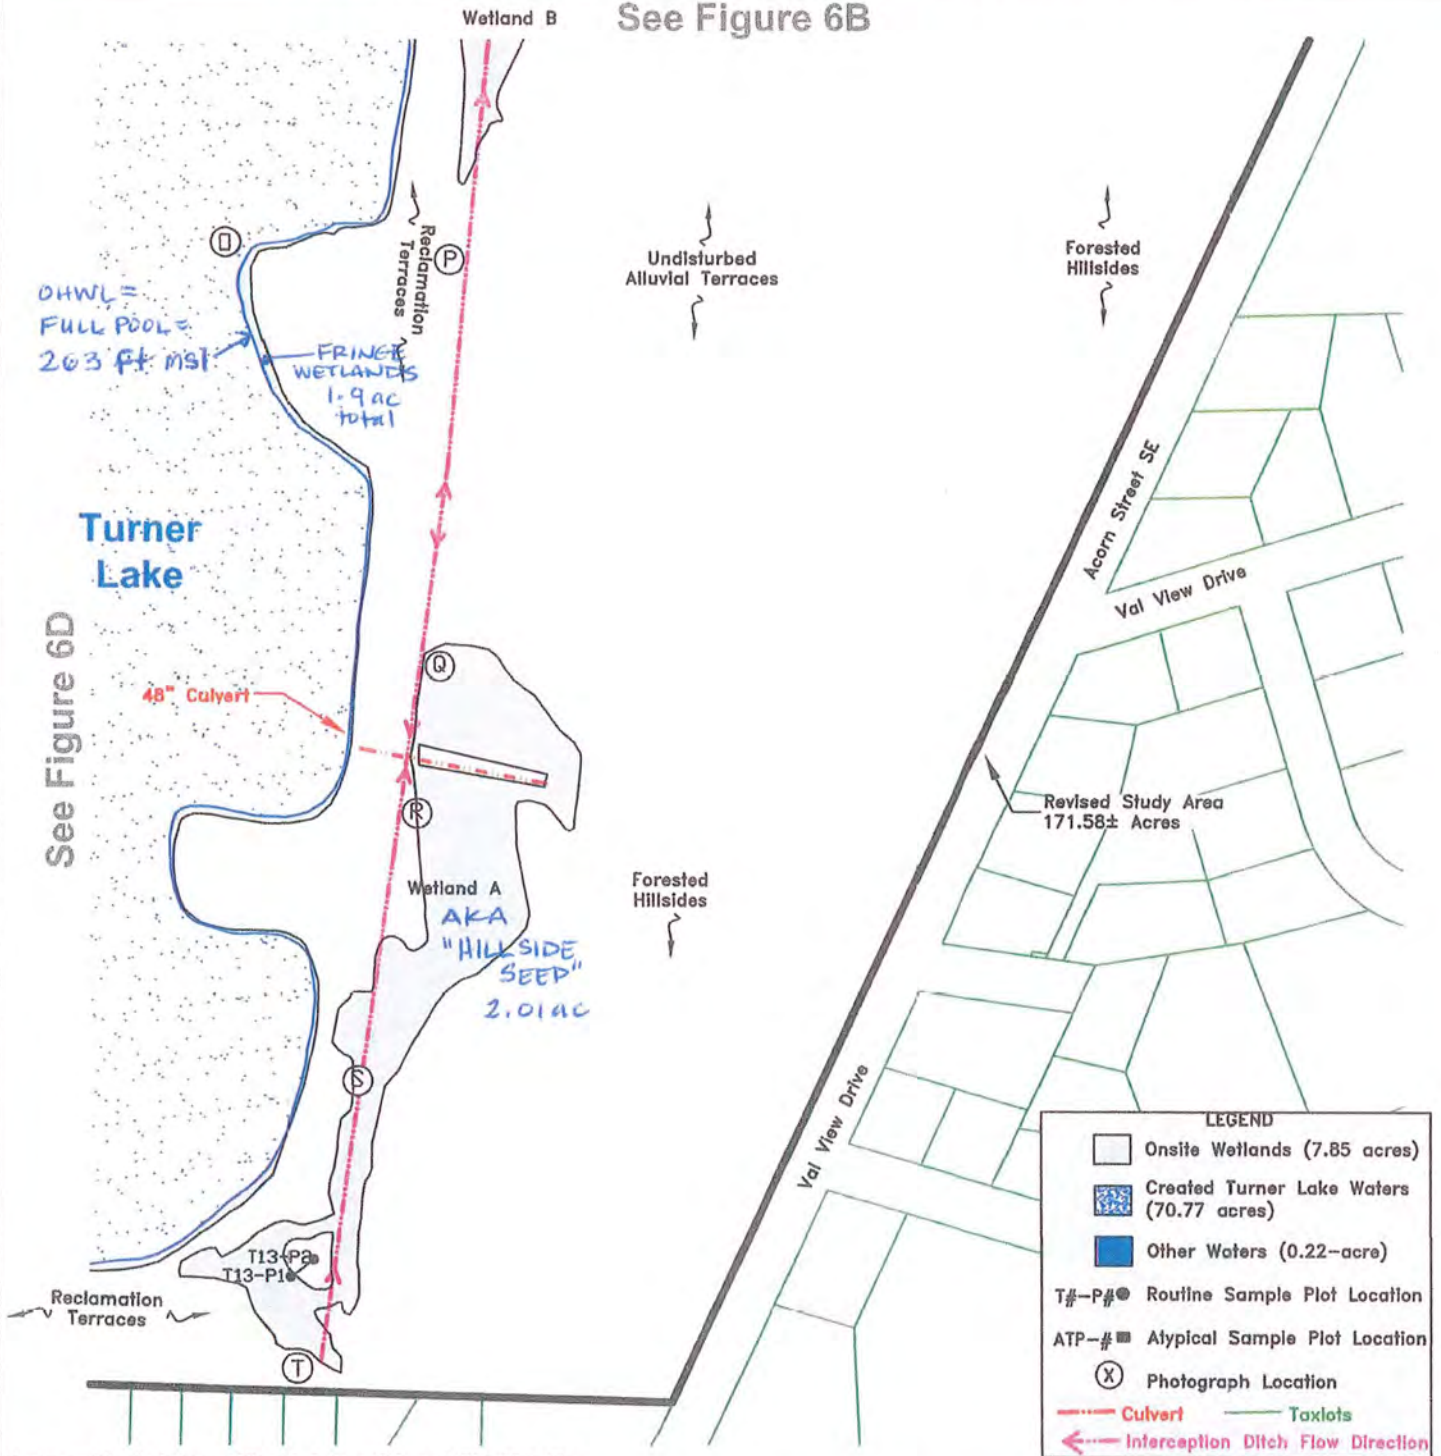 Wetland B
See Figure 6B
Reclamation
Terraces
P
Undisturbed
Alluvial Terraces
Forested
Hillsides
OHWL =
FULL POOL =
263 ft msl
FRINGE
WETLANDS
1.9 ac
total
Acorn Street SE
Val View Drive
Turner
Lake
See Figure 6D
48" Culvert
Q
R
Revised Study Area
171.58± Acres
Wetland A
AKA
"HILLSIDE
SEEP"
2.01 ac
Forested
Hillsides
S
Val View Drive
T13-P2
T13-P1
Reclamation
Terraces
T
LEGEND
Onsite Wetlands (7.85 acres)
Created Turner Lake Waters
(70.77 acres)
Other Waters (0.22-acre)
T#-P# Routine Sample Plot Location
ATP-# Atypical Sample Plot Location
X Photograph Location
Culvert Taxlots
Interception Ditch Flow Direction